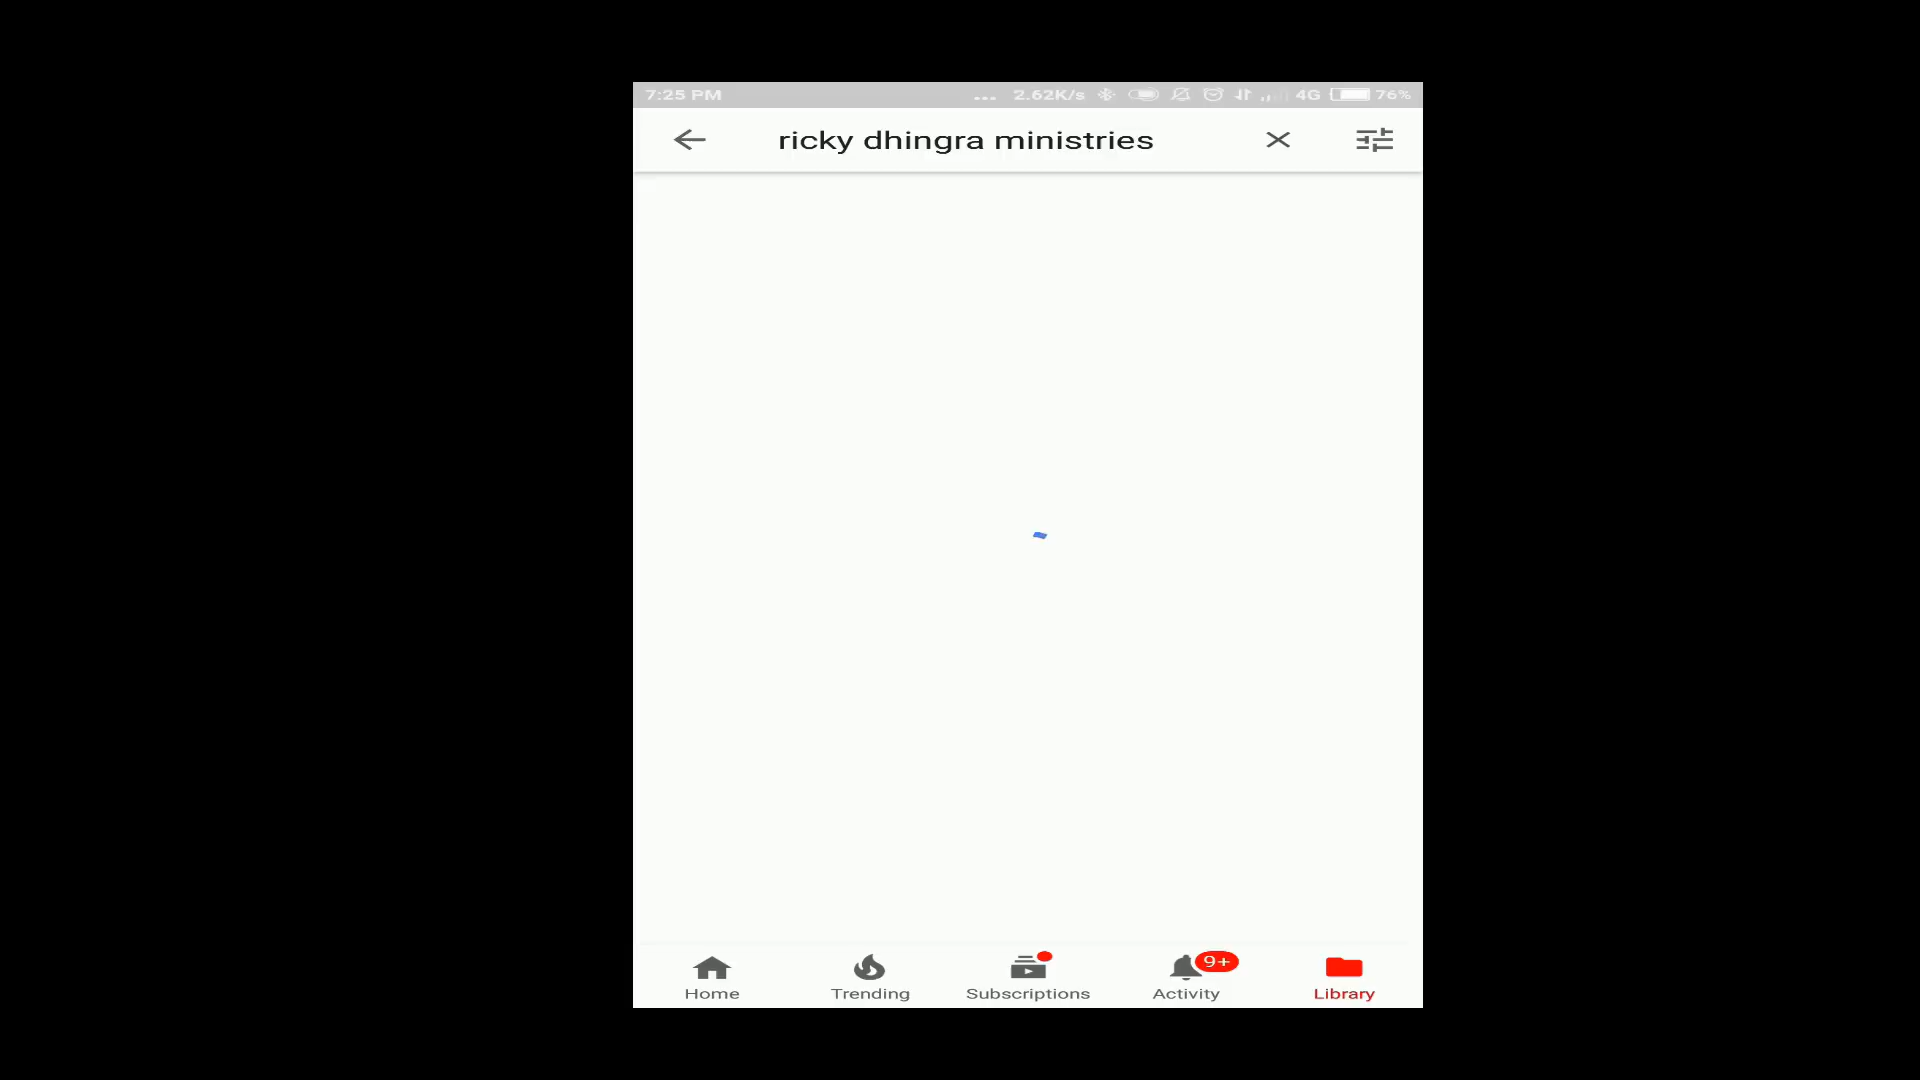 7:25 PM ... 2.62K/s 4G 76%
ricky dhingra ministries
9+
Home Trending Subscriptions Activity Library